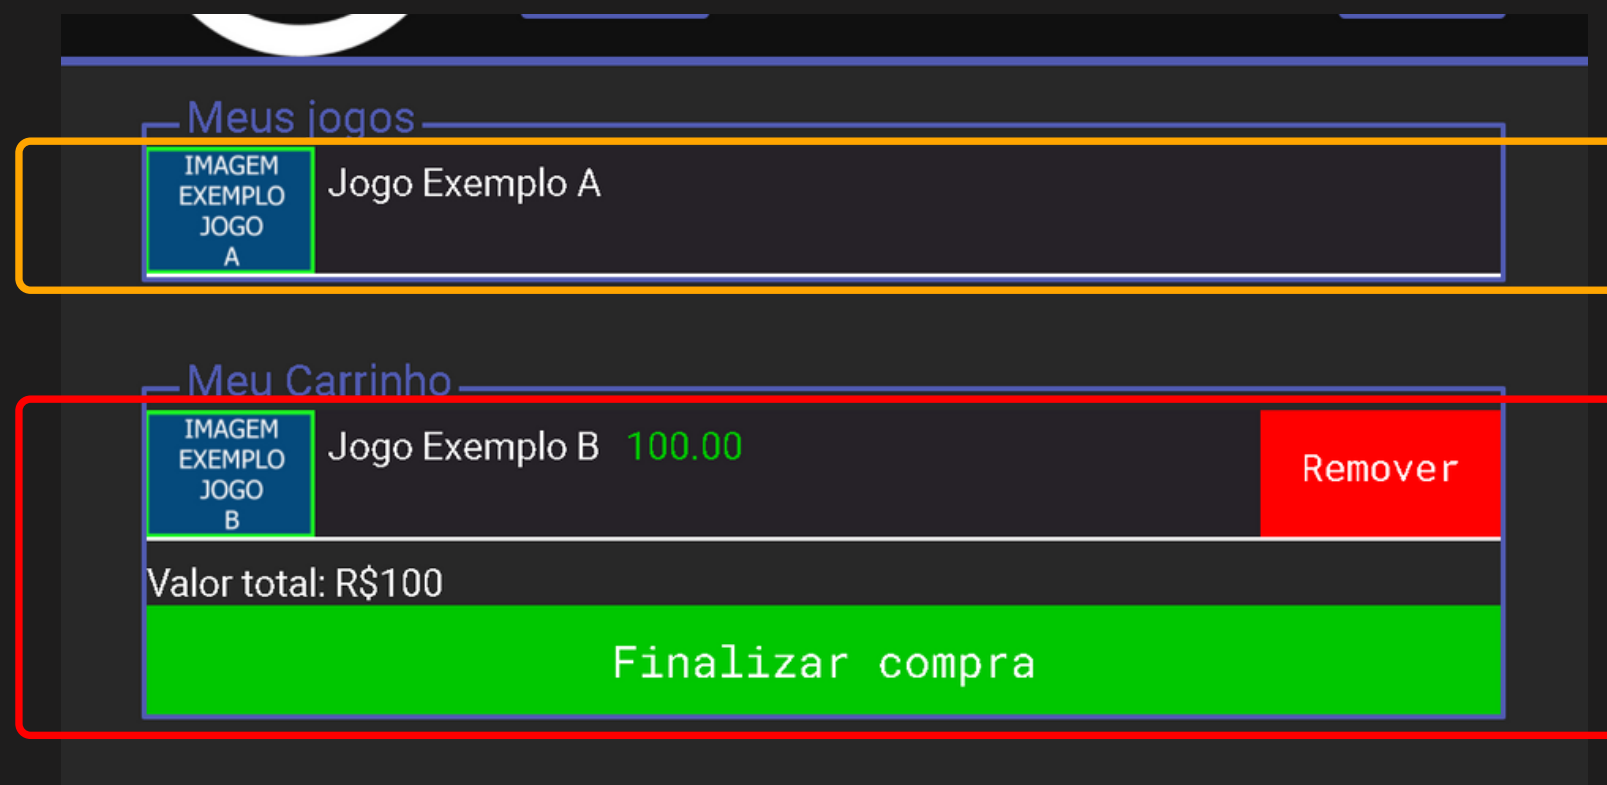 Meus jogos
IMAGEM
EXEMPLO
JOGO
A
Jogo Exemplo A
Meu Carrinho
IMAGEM
EXEMPLO
JOGO
B
Jogo Exemplo B 100.00
Remover
Valor total: R$100
Finalizar compra